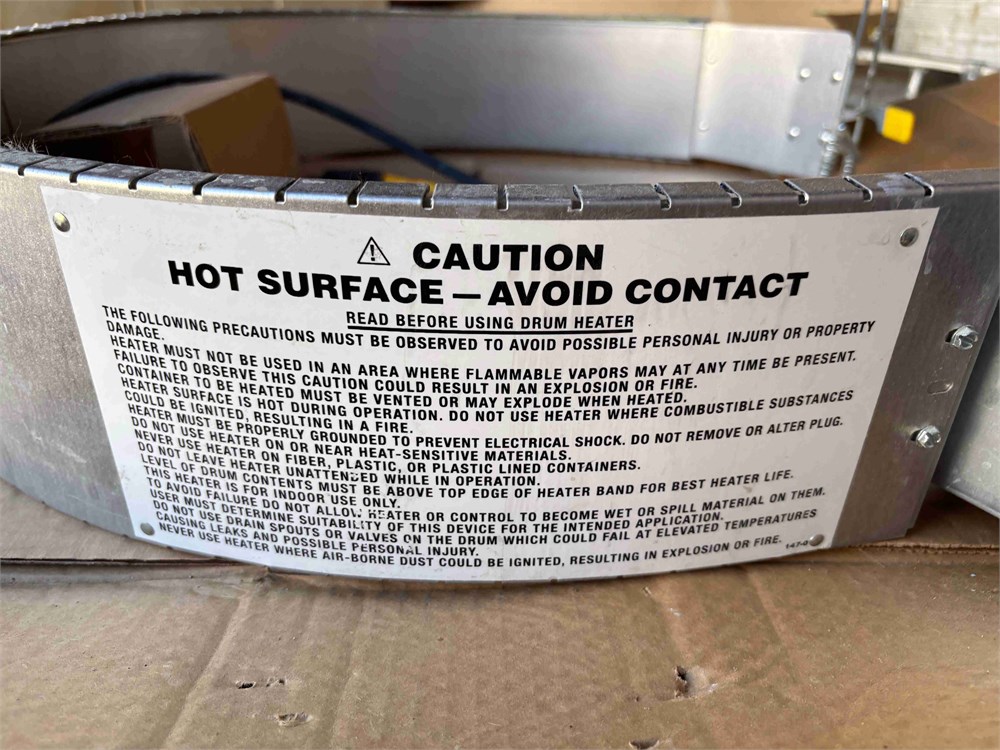 ⚠ CAUTION
HOT SURFACE — AVOID CONTACT
READ BEFORE USING DRUM HEATER
THE FOLLOWING PRECAUTIONS MUST BE OBSERVED TO AVOID POSSIBLE PERSONAL INJURY OR PROPERTY
DAMAGE.
HEATER MUST NOT BE USED IN AN AREA WHERE FLAMMABLE VAPORS MAY AT ANY TIME BE PRESENT.
FAILURE TO OBSERVE THIS CAUTION COULD RESULT IN AN EXPLOSION OR FIRE.
CONTAINER TO BE HEATED MUST BE VENTED OR MAY EXPLODE WHEN HEATED.
HEATER SURFACE IS HOT DURING OPERATION. DO NOT USE HEATER WHERE COMBUSTIBLE SUBSTANCES
COULD BE IGNITED, RESULTING IN A FIRE.
HEATER MUST BE PROPERLY GROUNDED TO PREVENT ELECTRICAL SHOCK. DO NOT REMOVE OR ALTER PLUG.
DO NOT USE HEATER ON OR NEAR HEAT-SENSITIVE MATERIALS.
NEVER USE HEATER ON FIBER, PLASTIC, OR PLASTIC LINED CONTAINERS.
DO NOT LEAVE HEATER UNATTENDED WHILE IN OPERATION.
LEVEL OF DRUM CONTENTS MUST BE ABOVE TOP EDGE OF HEATER BAND FOR BEST HEATER LIFE.
THIS HEATER IS FOR INDOOR USE ONLY.
TO AVOID FAILURE DO NOT ALLOW HEATER OR CONTROL TO BECOME WET OR SPILL MATERIAL ON THEM.
USER MUST DETERMINE SUITABILITY OF THIS DEVICE FOR THE INTENDED APPLICATION.
DO NOT USE DRAIN SPOUTS OR VALVES ON THE DRUM WHICH COULD FAIL AT ELEVATED TEMPERATURES
CAUSING LEAKS AND POSSIBLE PERSONAL INJURY.
NEVER USE HEATER WHERE AIR-BORNE DUST COULD BE IGNITED, RESULTING IN EXPLOSION OR FIRE.